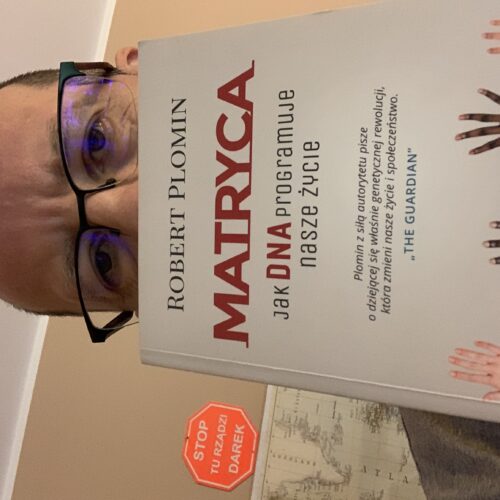 ROBERT PLOMIN
MATRYCA
Jak DNA programuje
nasze życie
Plomin z siłą autorytetu pisze
o dziejącej się właśnie genetycznej rewolucji,
która zmieni nasze życie i społeczeństwo.
„THE GUARDIAN”
STOP
TU RZĄDZI
DAREK
ATLA